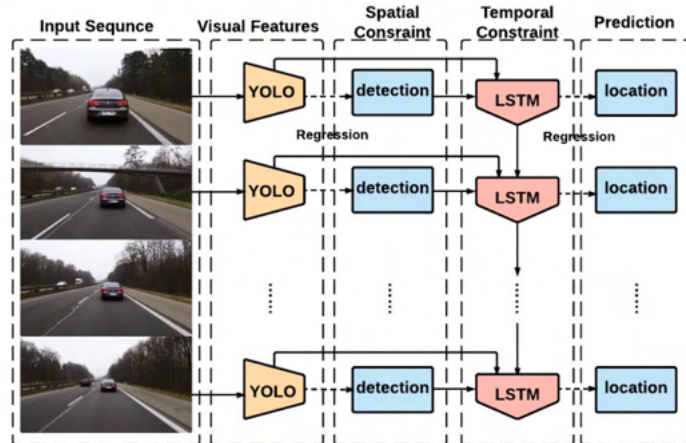 Input Sequnce
Visual Features
Spatial
Consraint
Temporal
Constraint
Prediction
YOLO
detection
LSTM
location
Regression
Regression
YOLO
detection
LSTM
location
YOLO
detection
LSTM
location